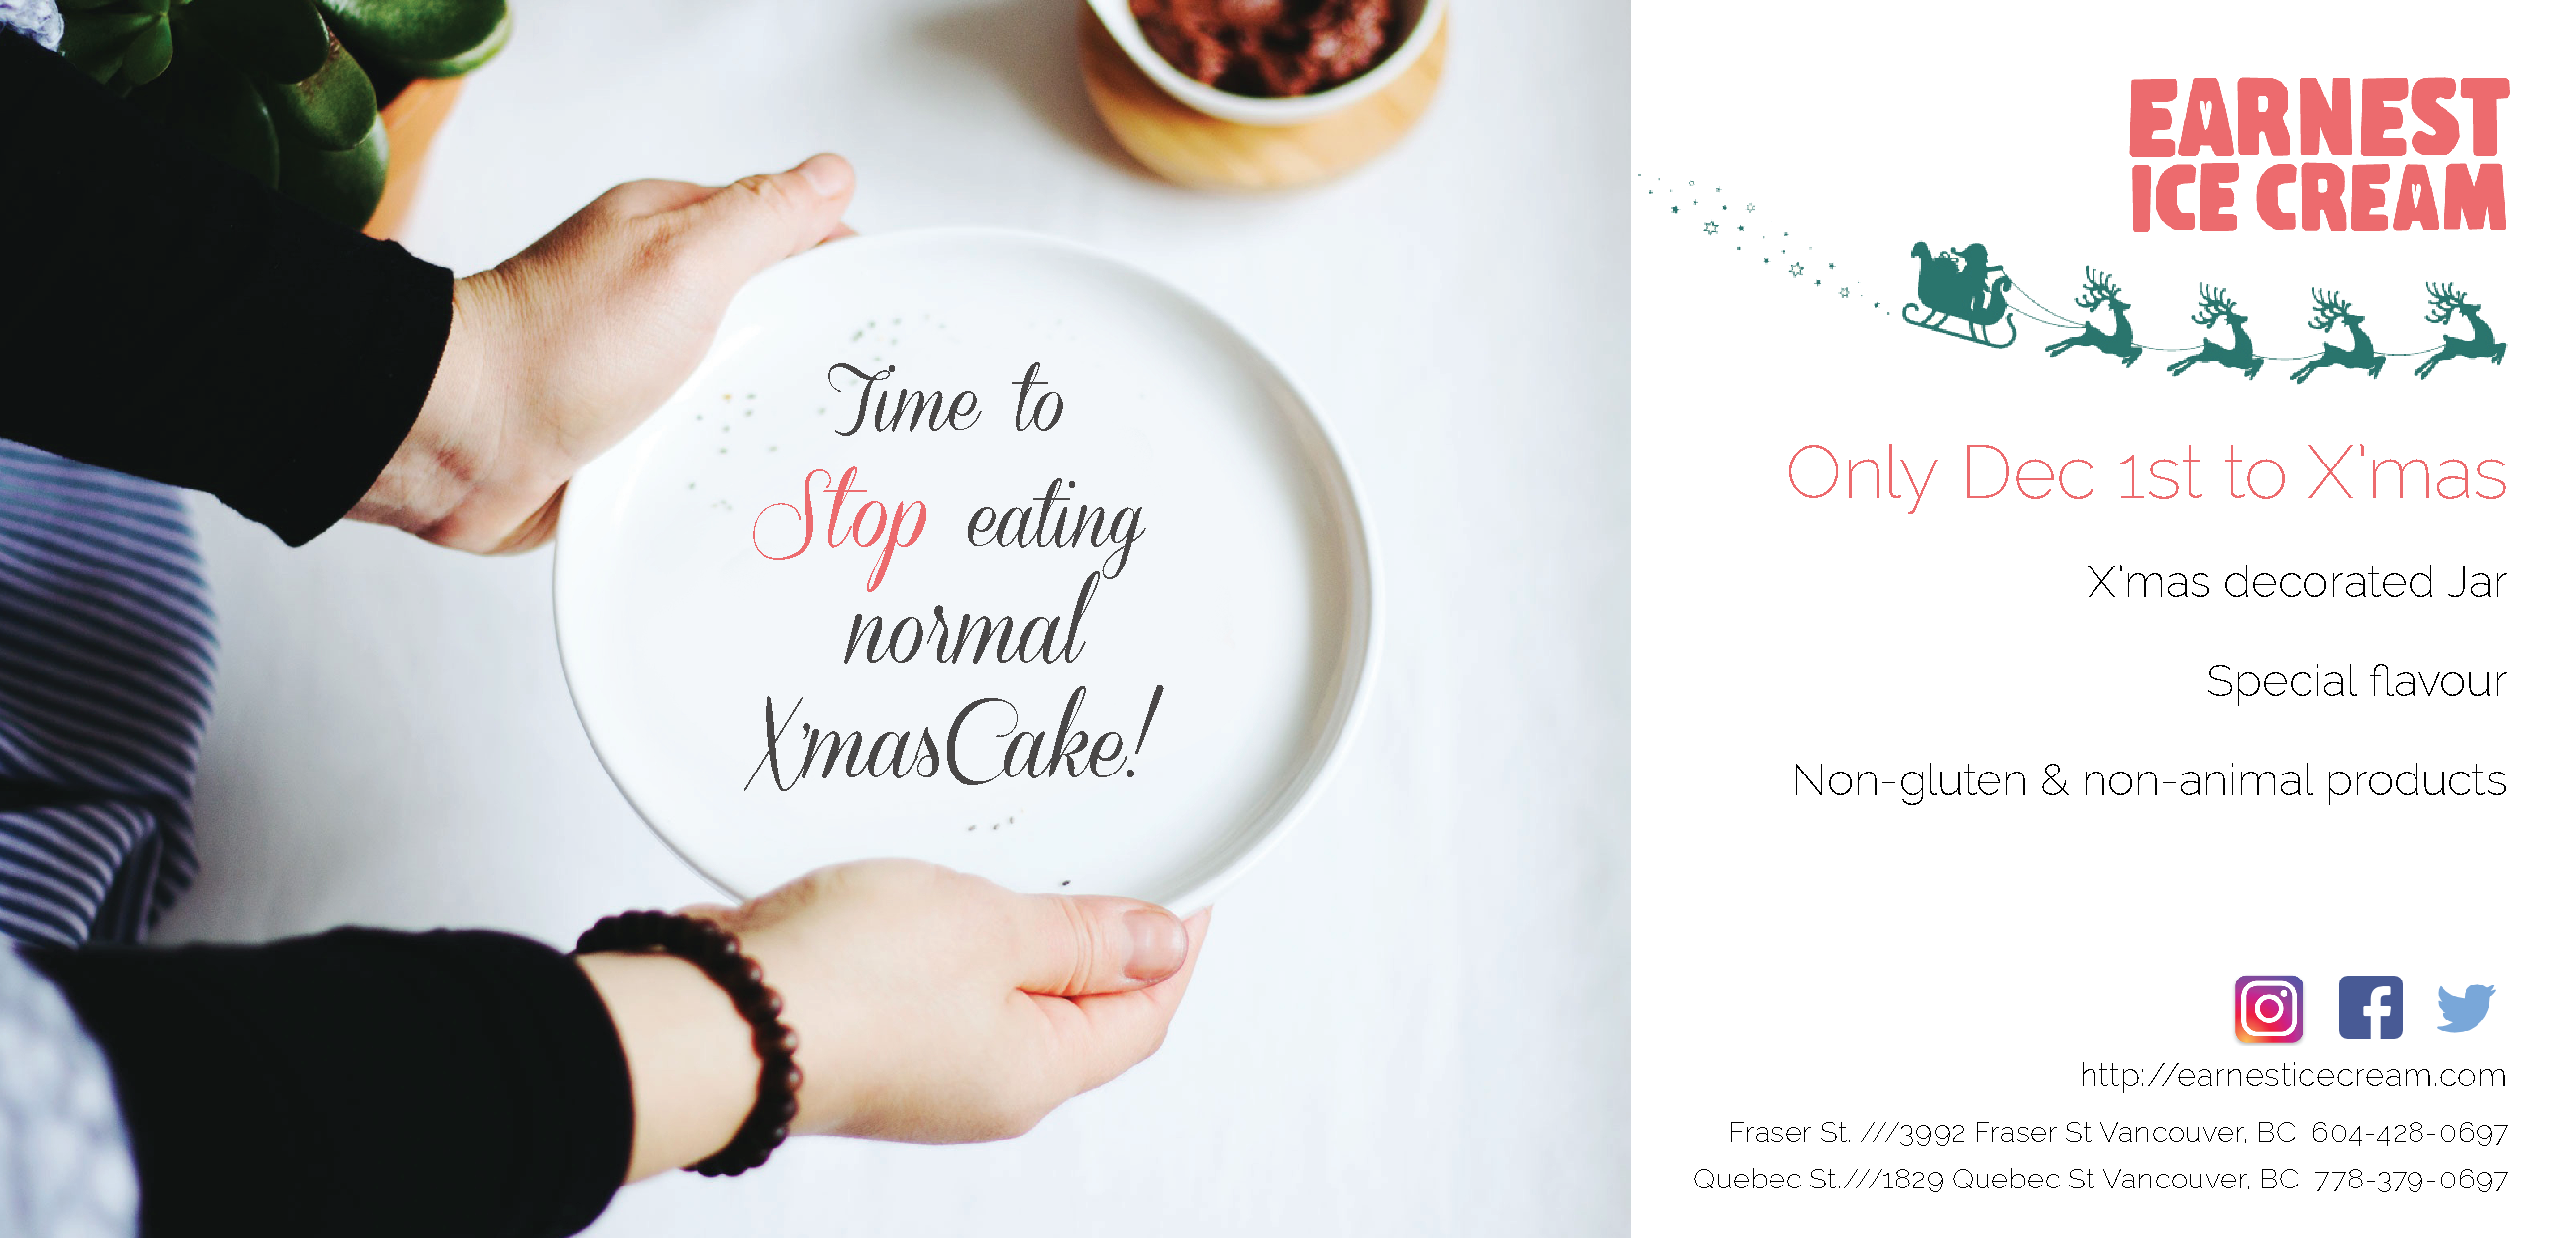 Time to
Stop eating
normal
X'masCake!
EARNEST
ICE CREAM
Only Dec 1st to X'mas
X'mas decorated Jar
Special flavour
Non-gluten & non-animal products
http://earnesticecream.com
Fraser St. ///3992 Fraser St Vancouver, BC 604-428-0697
Quebec St.///1829 Quebec St Vancouver, BC 778-379-0697